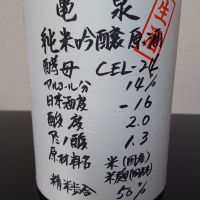 亀泉
生
純米吟醸原酒
酵母 CEL-24
アルコール分 14%
日本酒度 -16
酸度 2.0
アミノ酸 1.3
原材料名 米(国産)
米麹(国産米)
精米歩合 50%